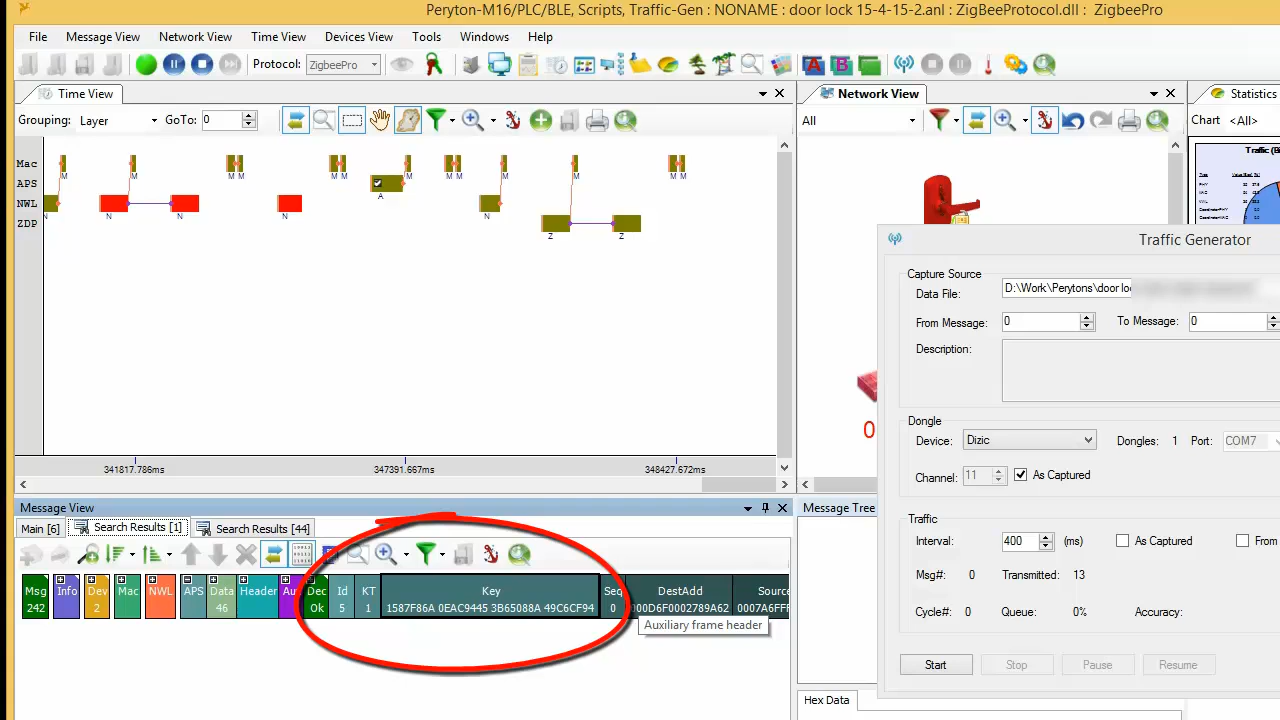 Peryton-M16/PLC/BLE, Scripts, Traffic-Gen : NONAME : door lock 15-4-15-2.anl : ZigBeeProtocol.dll : ZigbeePro
File Message View Network View Time View Devices View Tools Windows Help
Protocol: ZigbeePro
Time View
Network View
Statistics
Grouping: Layer GoTo: 0
All
Chart <All>
Mac
M M M M M M M M M M M M
APS
A
NWL
N N N N N
ZDP
Z Z
341817.786ms 347391.667ms 348427.672ms
0
Traffic Generator
Capture Source
Data File: D:\Work\Perytons\door loc
From Message: 0 To Message: 0
Description:
Dongle
Device: Dizic Dongles: 1 Port: COM7
Channel: 11 As Captured
Traffic
Interval: 400 (ms) As Captured From
Msg#: 0 Transmitted: 13
Cycle#: 0 Queue: 0% Accuracy:
Start Stop Pause Resume
Message View
Message Tree
Main [6] Search Results [1] Search Results [44]
Msg Info Dev Mac NWL APS Data Header Au Dec Id KT Key Seq DestAdd Source
242 2 46 Ok 5 1 1587F86A 0EAC9445 3B65088A 49C6CF94 0 000D6F0002789A62 0007A6FFF
Auxiliary frame header
Hex Data